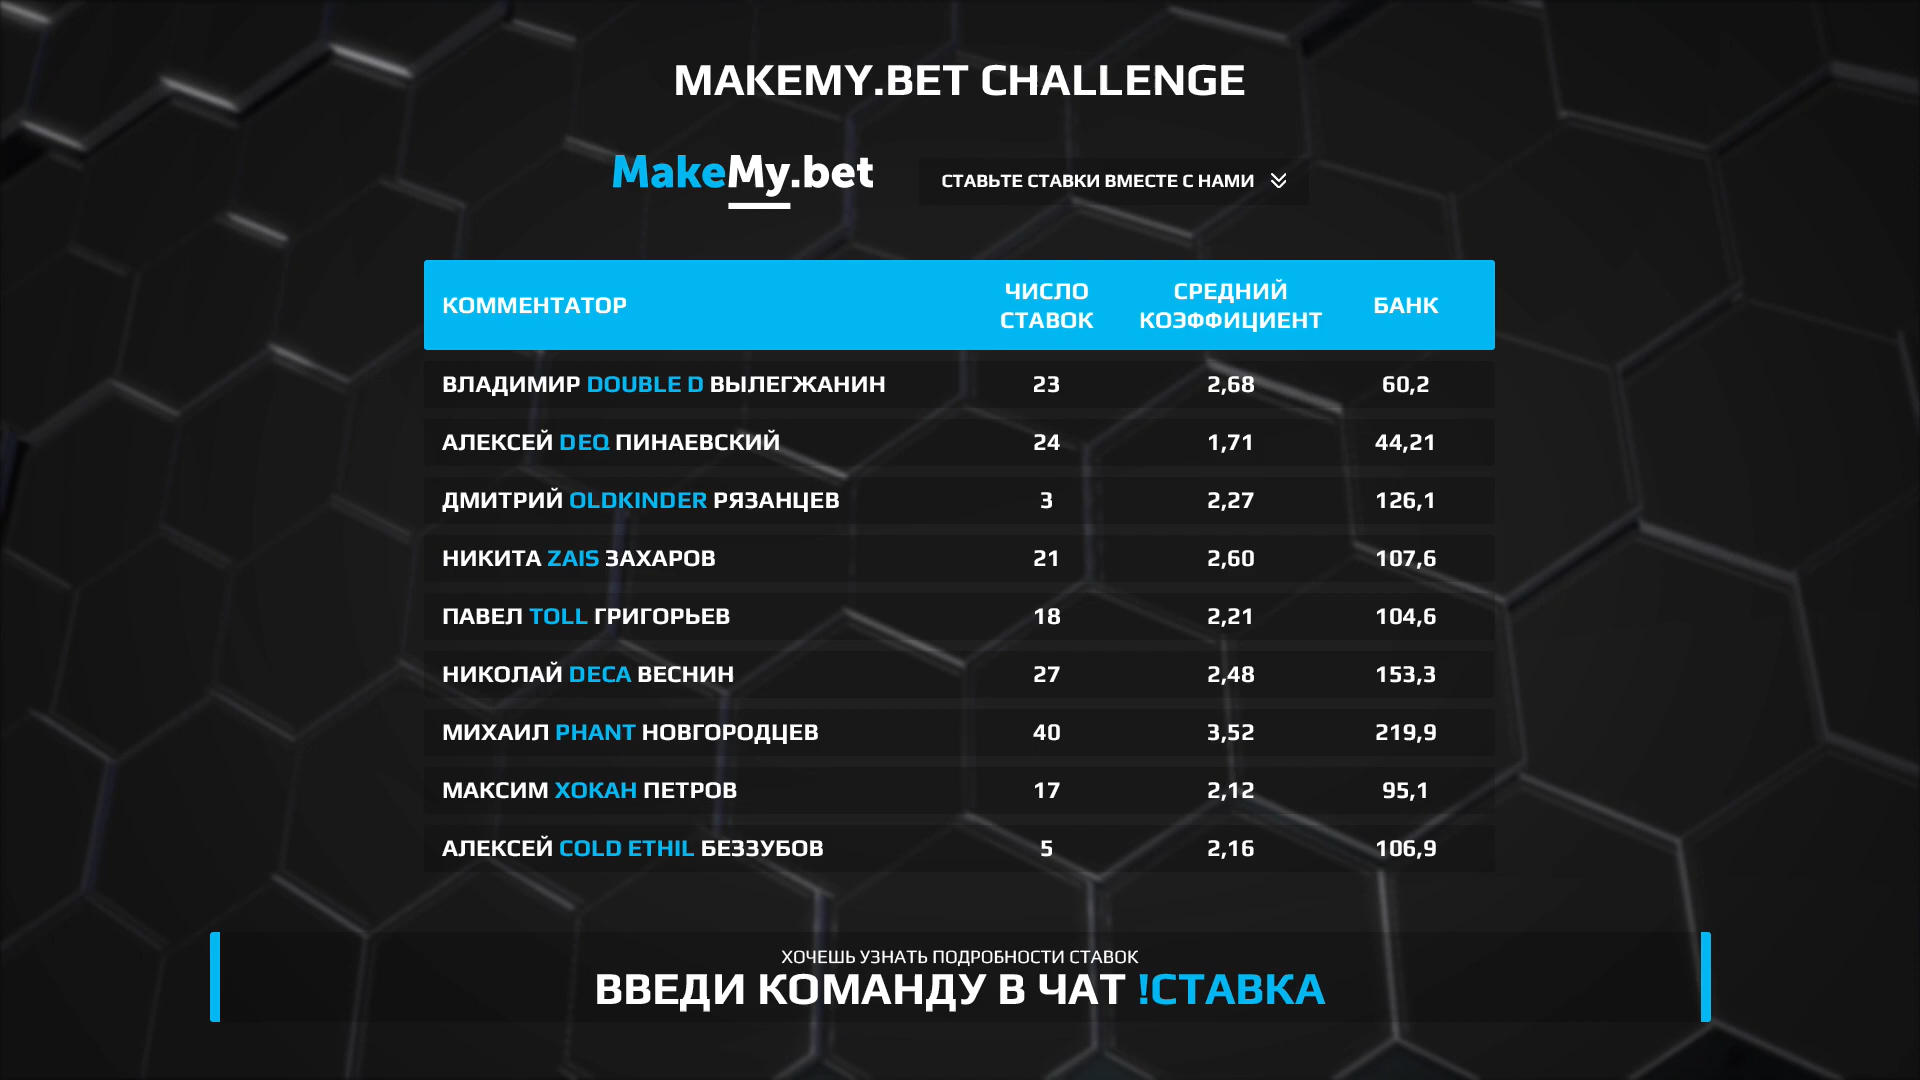 MAKEMY.BET CHALLENGE
MakeMy.bet
СТАВЬТЕ СТАВКИ ВМЕСТЕ С НАМИ
КОММЕНТАТОР ЧИСЛО СТАВОК СРЕДНИЙ КОЭФФИЦИЕНТ БАНК
ВЛАДИМИР DOUBLE D ВЫЛЕГЖАНИН 23 2,68 60,2
АЛЕКСЕЙ DEQ ПИНАЕВСКИЙ 24 1,71 44,21
ДМИТРИЙ OLDKINDER РЯЗАНЦЕВ 3 2,27 126,1
НИКИТА ZAIS ЗАХАРОВ 21 2,60 107,6
ПАВЕЛ TOLL ГРИГОРЬЕВ 18 2,21 104,6
НИКОЛАЙ DECA ВЕСНИН 27 2,48 153,3
МИХАИЛ PHANT НОВГОРОДЦЕВ 40 3,52 219,9
МАКСИМ ХОКАН ПЕТРОВ 17 2,12 95,1
АЛЕКСЕЙ COLD ETHIL БЕЗЗУБОВ 5 2,16 106,9
ХОЧЕШЬ УЗНАТЬ ПОДРОБНОСТИ СТАВОК
ВВЕДИ КОМАНДУ В ЧАТ !СТАВКА